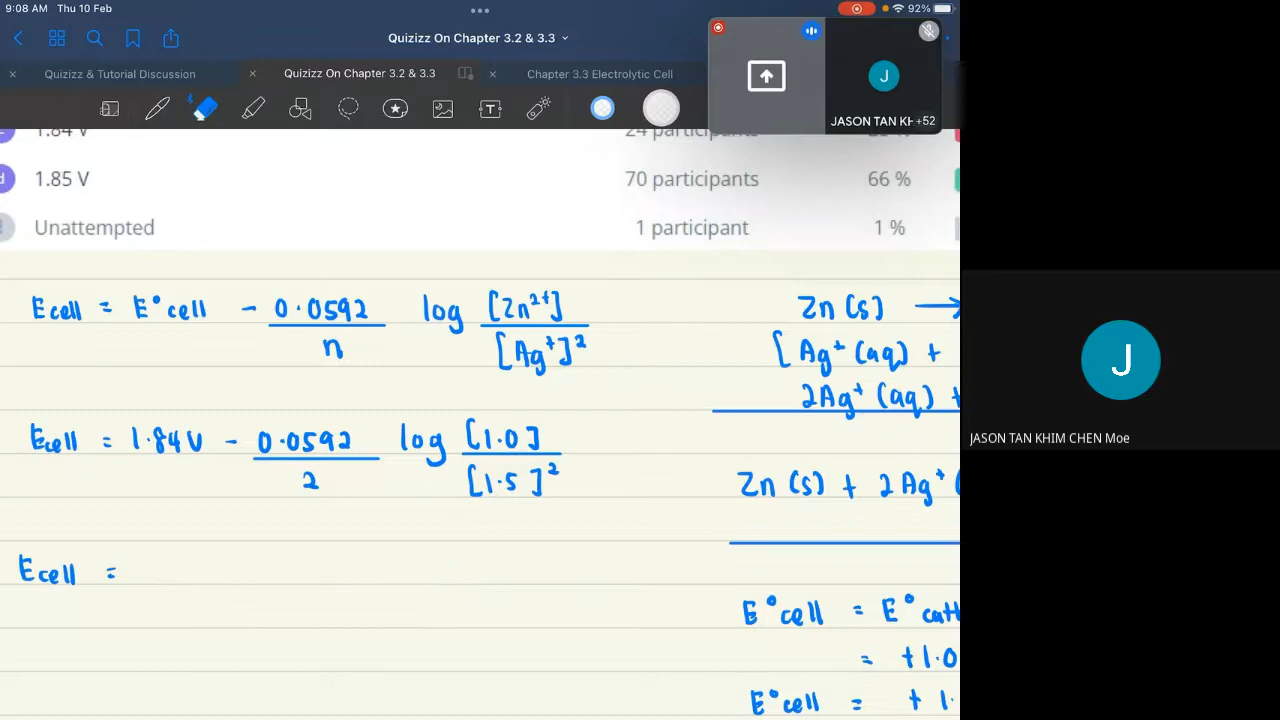 9:08 AM Thu 10 Feb
92%
Quizizz On Chapter 3.2 & 3.3
Quizizz & Tutorial Discussion
Quizizz On Chapter 3.2 & 3.3
Chapter 3.3 Electrolytic Cell
J
JASON TAN KH +52
1.84 V 24 participants
d 1.85 V 70 participants 66 %
Unattempted 1 participant 1 %
Ecell = E°cell - 0.0592/n log [Zn²⁺]/[Ag⁺]²
Ecell = 1.84V - 0.0592/2 log [1.0]/[1.5]²
Ecell =
Zn (s) →
[Ag⁺ (aq) +
2Ag⁺ (aq) +
Zn (s) + 2Ag⁺ (
E°cell = E°cath
= +1.0
E°cell = + 1.
J
JASON TAN KHIM CHEN Moe